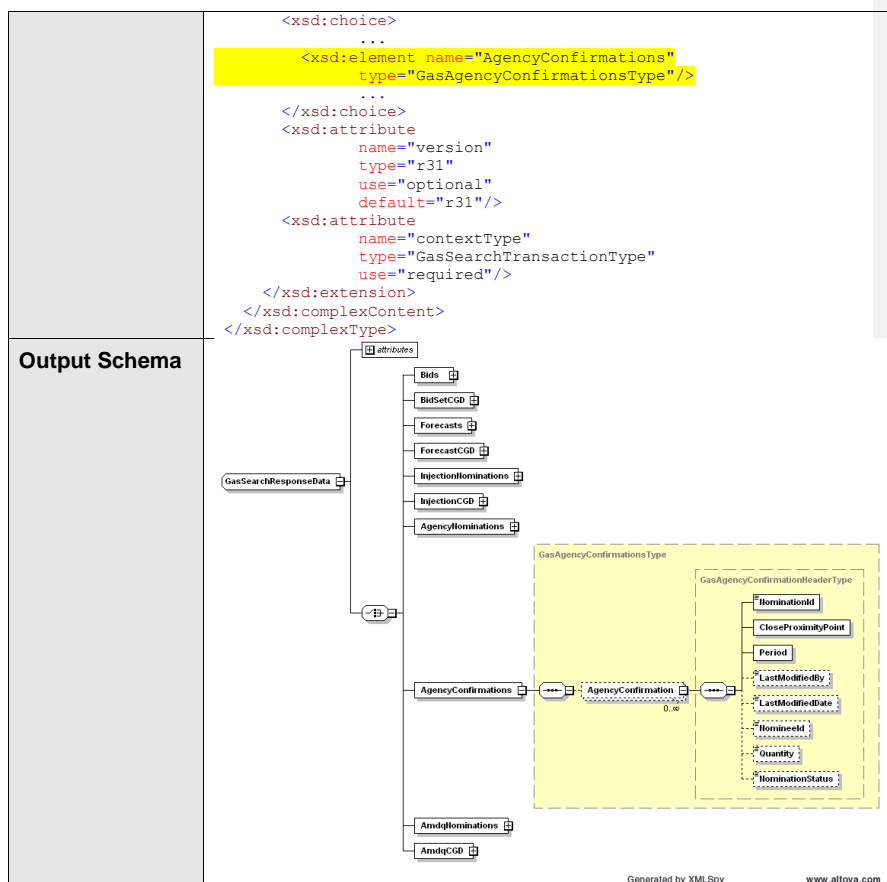 <xsd:choice>
...
<xsd:element name="AgencyConfirmations"
type="GasAgencyConfirmationsType"/>
...
</xsd:choice>
<xsd:attribute
name="version"
type="r31"
use="optional"
default="r31"/>
<xsd:attribute
name="contextType"
type="GasSearchTransactionType"
use="required"/>
</xsd:extension>
</xsd:complexContent>
</xsd:complexType>
Output Schema
attributes
Bids
BidSetCGD
Forecasts
ForecastCGD
InjectionNominations
GasSearchResponseData
InjectionCGD
AgencyNominations
GasAgencyConfirmationsType
GasAgencyConfirmationHeaderType
NominationId
CloseProximityPoint
Period
LastModifiedBy
AgencyConfirmations
AgencyConfirmation
0..∞
LastModifiedDate
NomineeId
Quantity
NominationStatus
AmdqNominations
AmdqCGD
Generated by XMLSpy www.altova.com